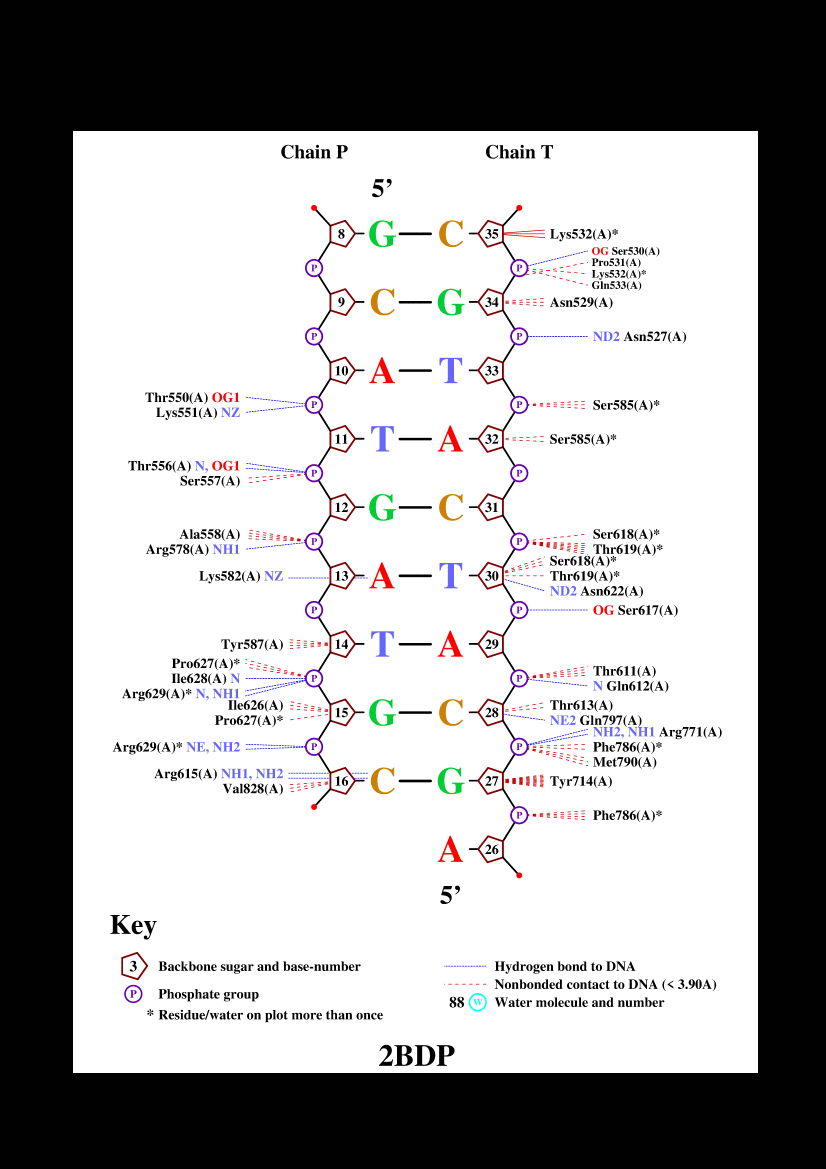 Chain P Chain T
5’
8 G C 35 Lys532(A)*
OG Ser530(A)
P P Pro531(A)
Lys532(A)*
Gln533(A)
9 C G 34 Asn529(A)
P P ND2 Asn527(A)
10 A T 33
Thr550(A) OG1 P P Ser585(A)*
Lys551(A) NZ
11 T A 32 Ser585(A)*
Thr556(A) N, OG1 P P
Ser557(A)
12 G C 31
Ala558(A) P P Ser618(A)*
Arg578(A) NH1 Thr619(A)*
Ser618(A)*
Lys582(A) NZ 13 A T 30 Thr619(A)*
ND2 Asn622(A)
P P OG Ser617(A)
14 T A 29
Tyr587(A)
Pro627(A)* Thr611(A)
Ile628(A) N P P N Gln612(A)
Arg629(A)* N, NH1
Ile626(A) 15 G C 28 Thr613(A)
Pro627(A)* NE2 Gln797(A)
NH2, NH1 Arg771(A)
Arg629(A)* NE, NH2 P P Phe786(A)*
Met790(A)
Arg615(A) NH1, NH2 16 C G 27 Tyr714(A)
Val828(A)
P Phe786(A)*
A 26
5’
Key
3 Backbone sugar and base-number Hydrogen bond to DNA
P Phosphate group Nonbonded contact to DNA (< 3.90A)
* Residue/water on plot more than once 88 W Water molecule and number
2BDP